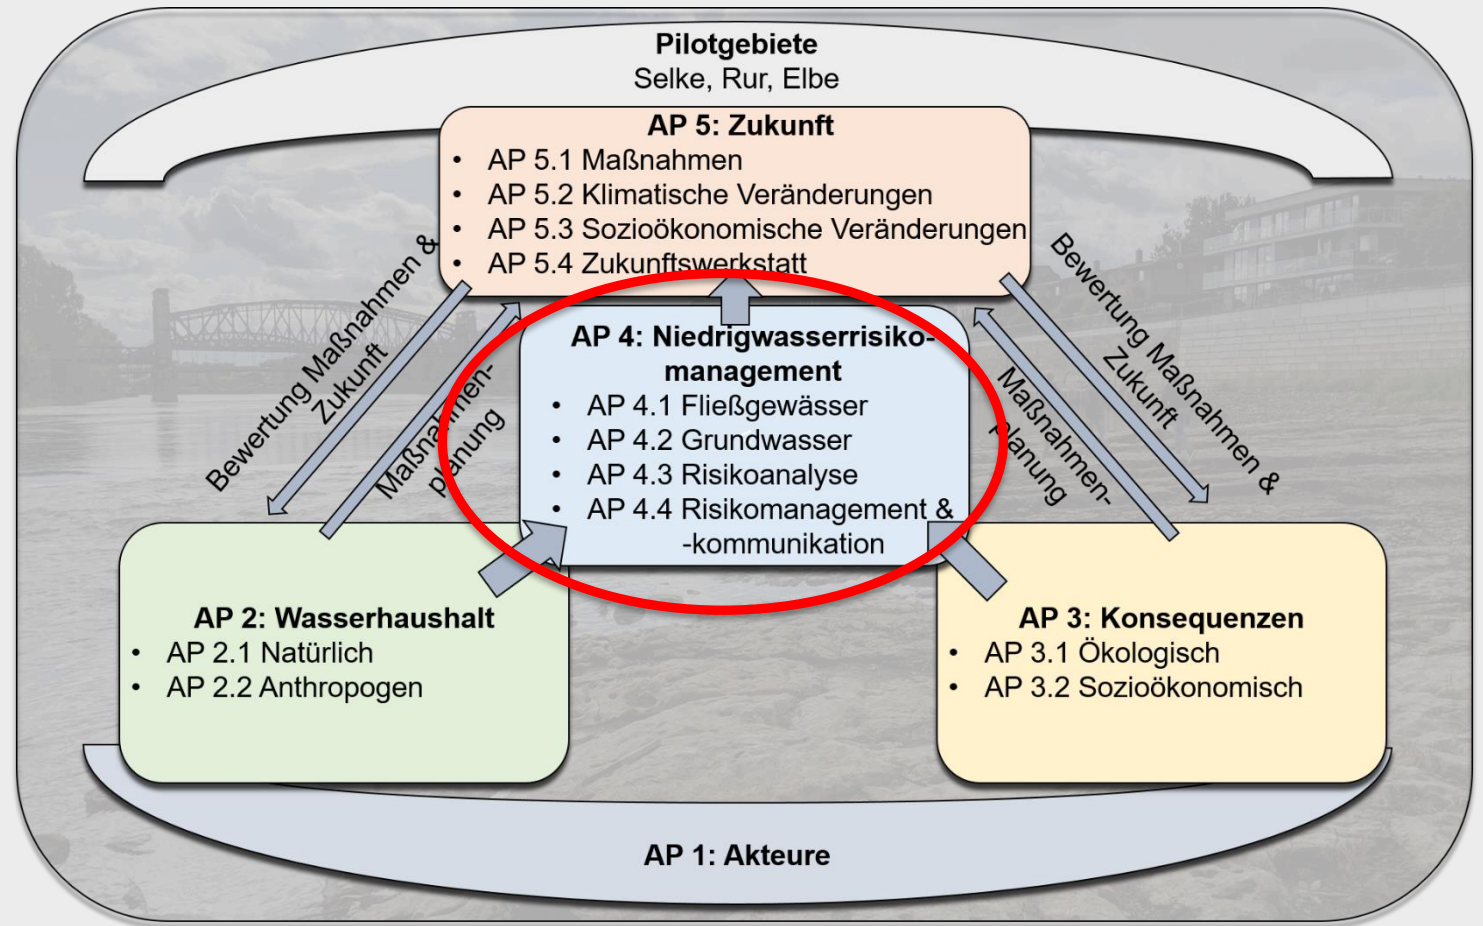 Pilotgebiete
Selke, Rur, Elbe
AP 5: Zukunft
• AP 5.1 Maßnahmen
• AP 5.2 Klimatische Veränderungen
• AP 5.3 Sozioökonomische Veränderungen
• AP 5.4 Zukunftswerkstatt
Bewertung Maßnahmen &
Zukunft
Maßnahmen-
planung
AP 4: Niedrigwasserrisiko-
management
• AP 4.1 Fließgewässer
• AP 4.2 Grundwasser
• AP 4.3 Risikoanalyse
• AP 4.4 Risikomanagement &
-kommunikation
Maßnahmen-
planung
Bewertung Maßnahmen &
Zukunft
AP 2: Wasserhaushalt
• AP 2.1 Natürlich
• AP 2.2 Anthropogen
AP 3: Konsequenzen
• AP 3.1 Ökologisch
• AP 3.2 Sozioökonomisch
AP 1: Akteure